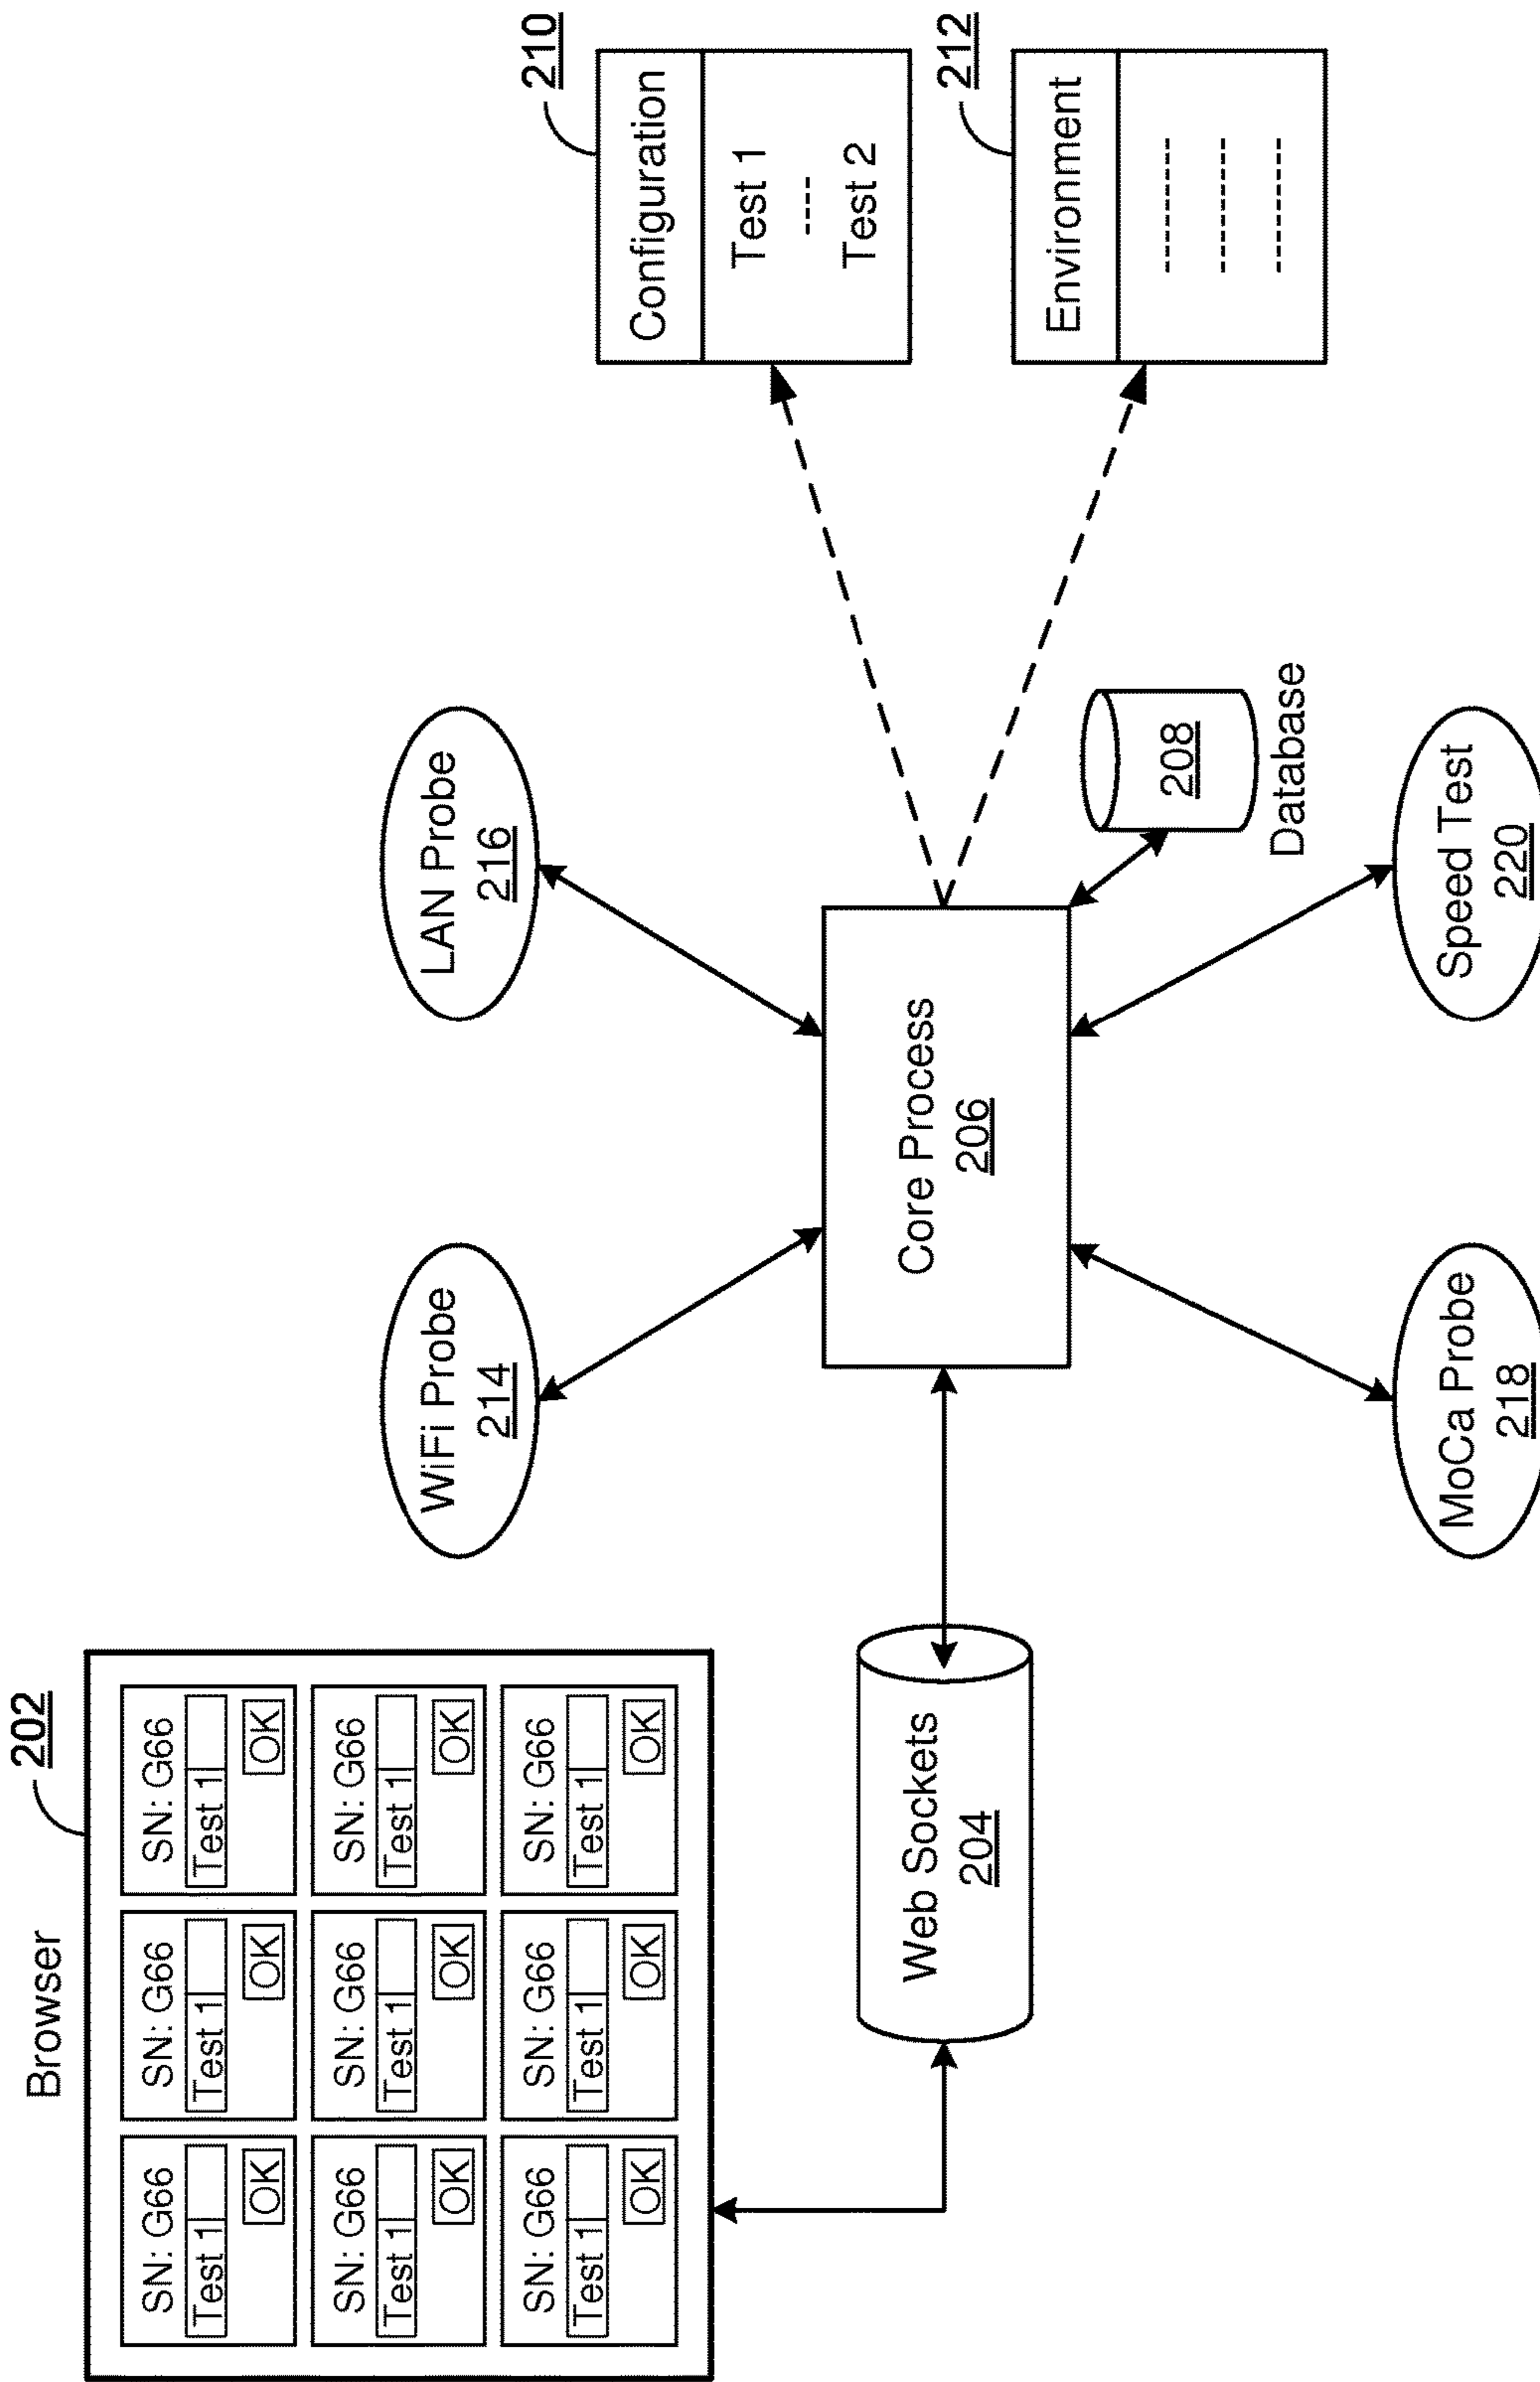 Browser
202
SN: G66
Test 1
OK
SN: G66
Test 1
OK
SN: G66
Test 1
OK
SN: G66
Test 1
OK
SN: G66
Test 1
OK
SN: G66
Test 1
OK
SN: G66
Test 1
OK
SN: G66
Test 1
OK
SN: G66
Test 1
OK
WiFi Probe
214
LAN Probe
216
210
Configuration
Test 1
-----
Test 2
Web Sockets
204
Core Process
206
208
Database
212
Environment
MoCa Probe
218
Speed Test
220